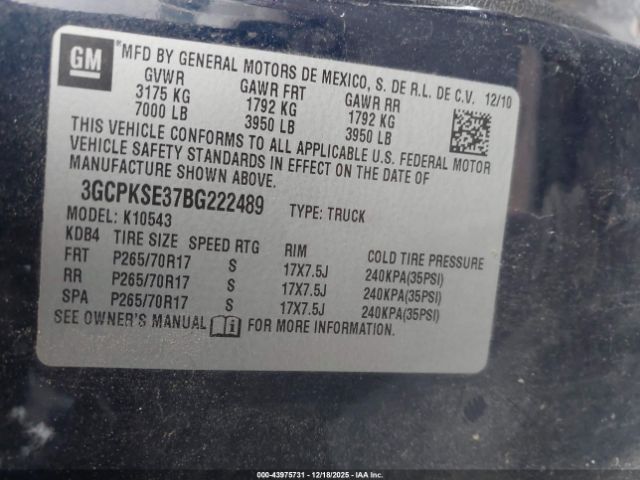 GM
*MFD BY GENERAL MOTORS DE MEXICO, S. DE R.L. DE C.V. 12/10
GVWR GAWR FRT GAWR RR
3175 KG 1792 KG 1792 KG
7000 LB 3950 LB 3950 LB
THIS VEHICLE CONFORMS TO ALL APPLICABLE U.S. FEDERAL MOTOR
VEHICLE SAFETY STANDARDS IN EFFECT ON THE DATE OF
MANUFACTURE SHOWN ABOVE.
3GCPKSE37BG222489 TYPE: TRUCK
MODEL: K10543
KDB4 TIRE SIZE SPEED RTG RIM COLD TIRE PRESSURE
FRT P265/70R17 S 17X7.5J 240KPA(35PSI)
RR P265/70R17 S 17X7.5J 240KPA(35PSI)
SPA P265/70R17 S 17X7.5J 240KPA(35PSI)
SEE OWNER'S MANUAL i FOR MORE INFORMATION.
000-43975731 - 12/18/2025 - IAA Inc. Copyright